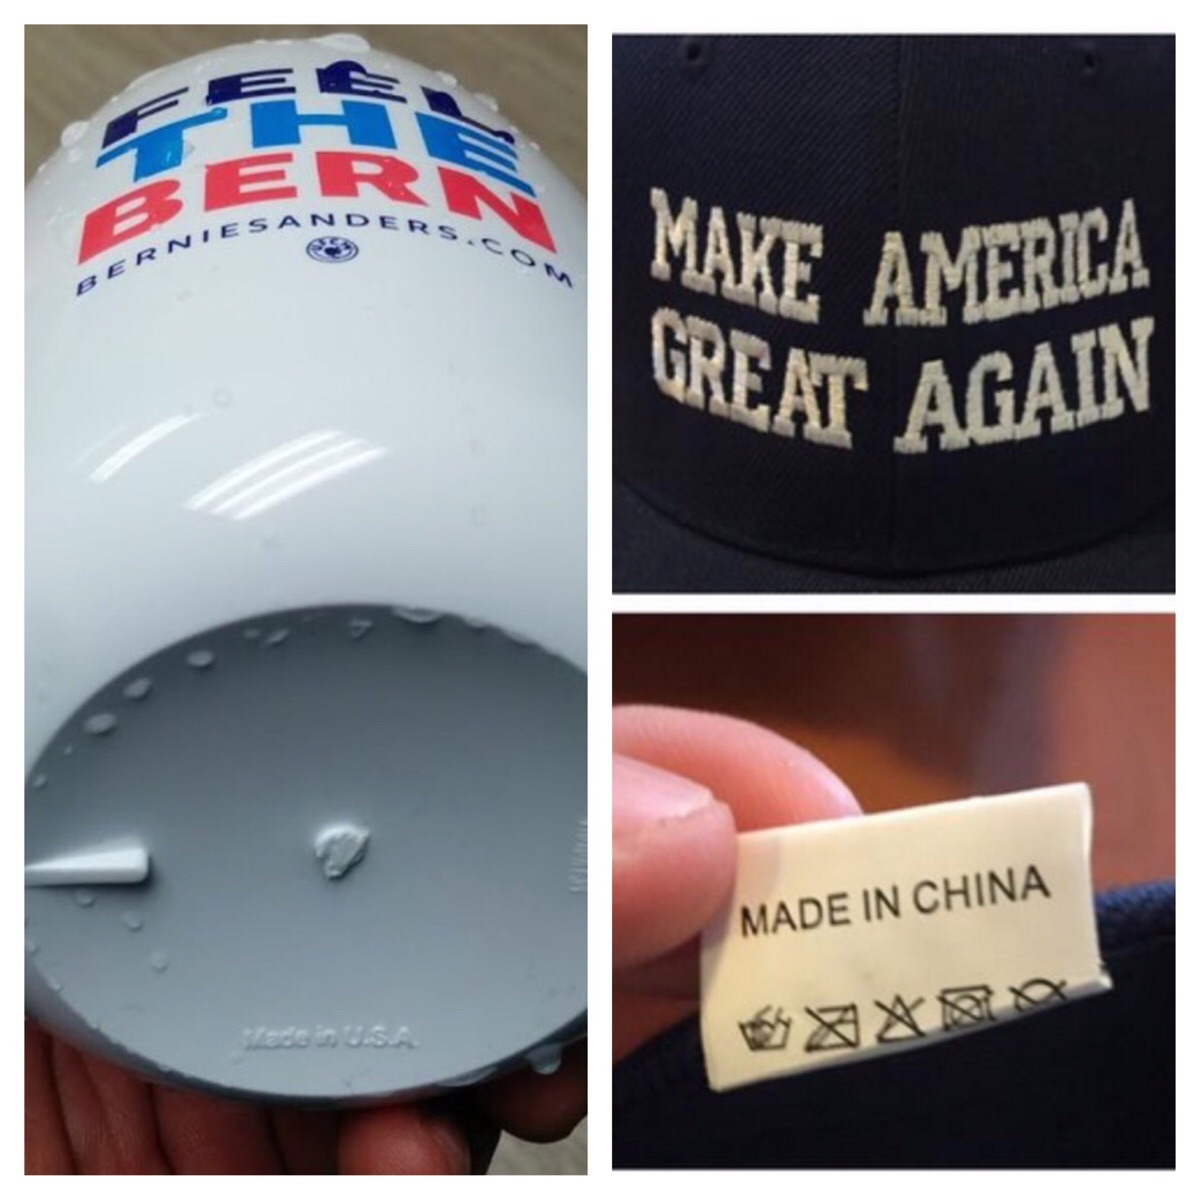 FEEL
THE
BERN
BERNIESANDERS.COM
Made in U.S.A.
MAKE AMERICA
GREAT AGAIN
MADE IN CHINA